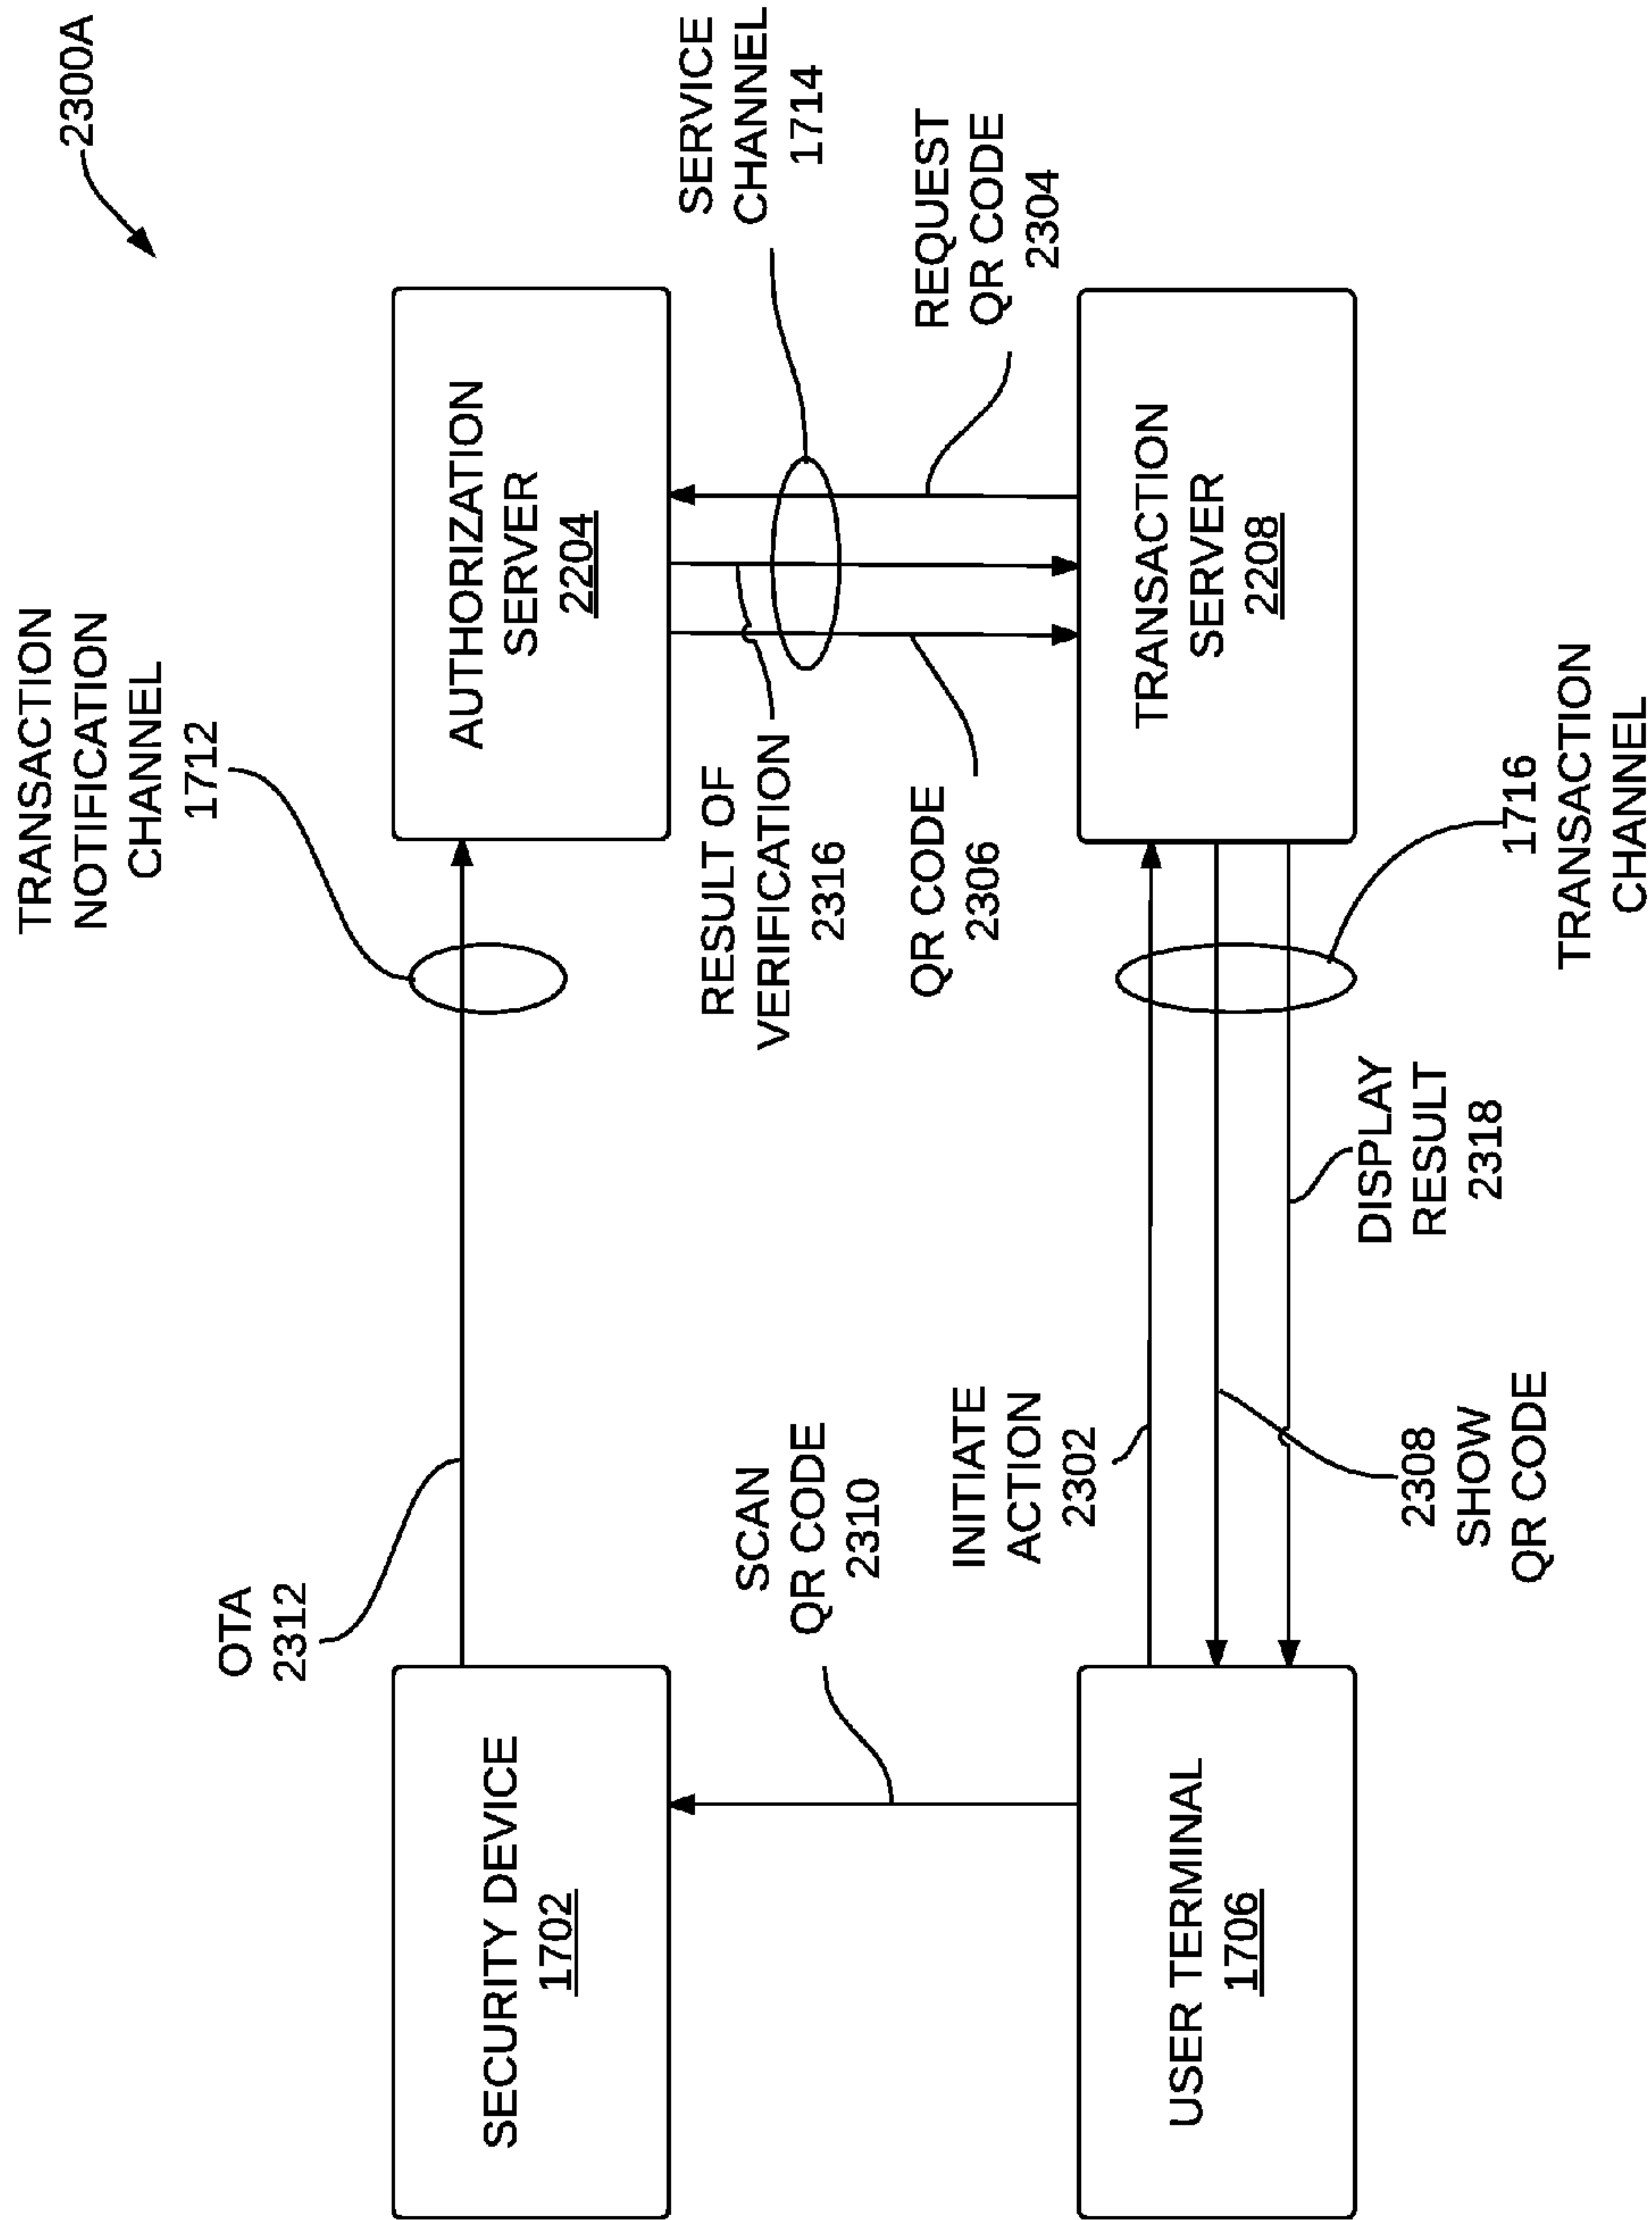 2300A
TRANSACTION
NOTIFICATION
CHANNEL
1712
OTA
2312
SECURITY DEVICE
1702
AUTHORIZATION
SERVER
2204
SERVICE
CHANNEL
1714
SCAN
QR CODE
2310
RESULT OF
VERIFICATION
2316
REQUEST
QR CODE
2304
QR CODE
2306
INITIATE
ACTION
2302
USER TERMINAL
1706
TRANSACTION
SERVER
2208
DISPLAY
RESULT
2318
2308
SHOW
QR CODE
1716
TRANSACTION
CHANNEL